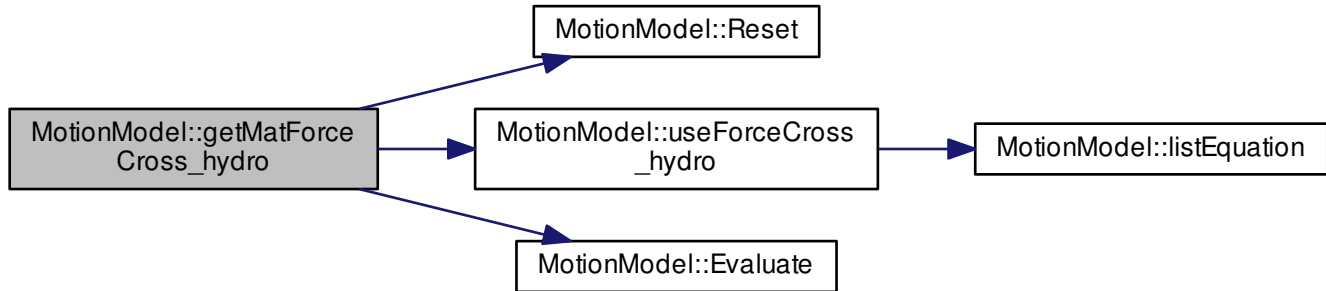 MotionModel::Reset
MotionModel::getMatForce
Cross_hydro
MotionModel::useForceCross
_hydro
MotionModel::listEquation
MotionModel::Evaluate